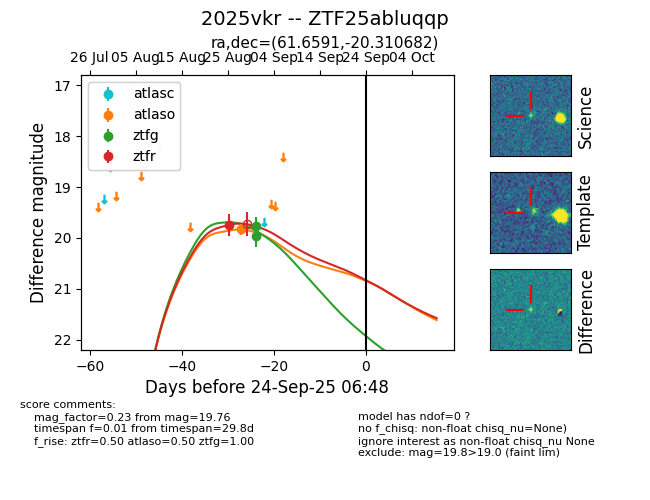 2025vkr -- ZTF25abluqqp
ra,dec=(61.6591,-20.310682)
26 Jul 05 Aug 15 Aug 25 Aug 04 Sep 14 Sep 24 Sep 04 Oct
atlasc
atlaso
ztfg
ztfr
17
18
19
20
21
22
Difference magnitude
−60 −40 −20 0
Days before 24-Sep-25 06:48
Science
Template
Difference
score comments:
mag_factor=0.23 from mag=19.76
timespan f=0.01 from timespan=29.8d
f_rise: ztfr=0.50 atlaso=0.50 ztfg=1.00
model has ndof=0 ?
no f_chisq: non-float chisq_nu=None)
ignore interest as non-float chisq_nu None
exclude: mag=19.8>19.0 (faint lim)